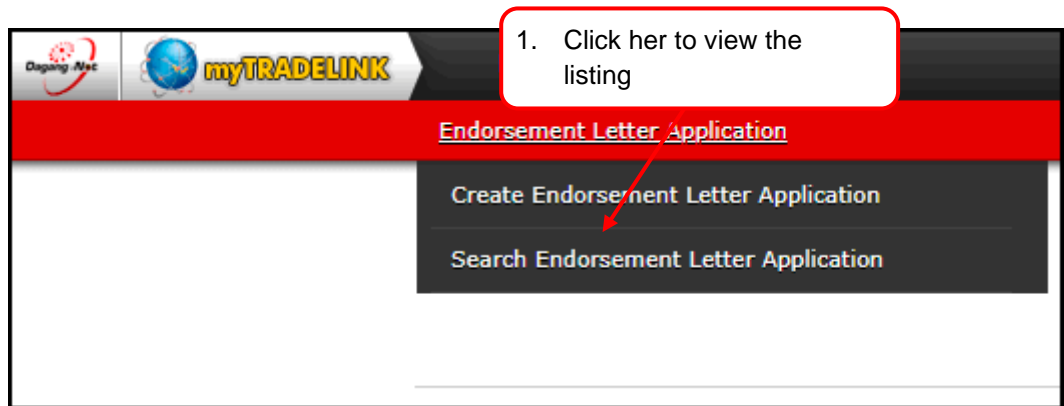 1. Click her to view the
listing
Dagang Net
myTRADELINK
Endorsement Letter Application
Create Endorsement Letter Application
Search Endorsement Letter Application